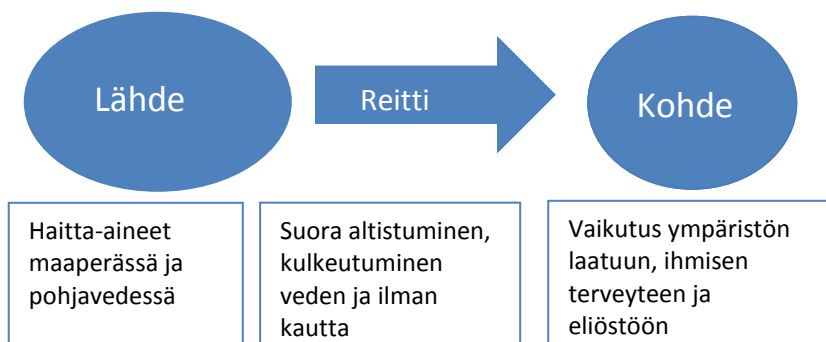 Lähde
Reitti
Kohde
Haitta-aineet
maaperässä ja
pohjavedessä
Suora altistuminen,
kulkeutuminen
veden ja ilman
kautta
Vaikutus ympäristön
laatuun, ihmisen
terveyteen ja
eliöstöön